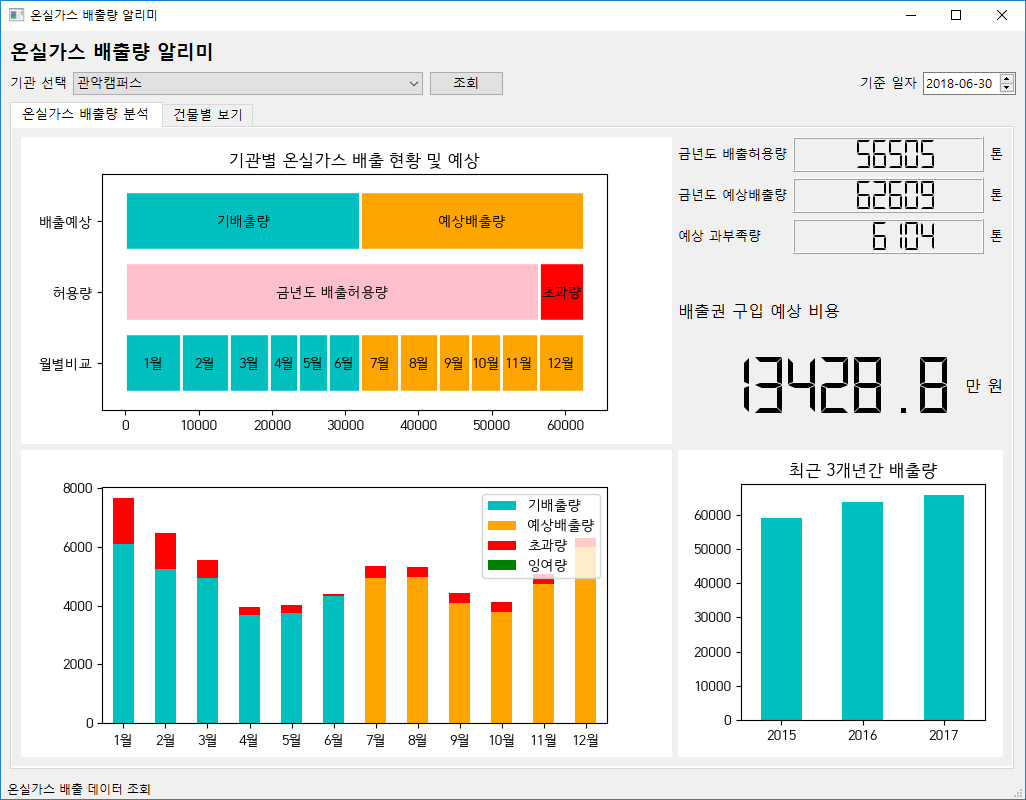 온실가스 배출량 알리미
온실가스 배출량 알리미
기관 선택 관악캠퍼스 조회 기준 일자 2018-06-30
온실가스 배출량 분석 건물별 보기
기관별 온실가스 배출 현황 및 예상
배출예상 기배출량 예상배출량
허용량 금년도 배출허용량 초과량
월별비교 1월 2월 3월 4월 5월 6월 7월 8월 9월 10월 11월 12월
0 10000 20000 30000 40000 50000 60000
금년도 배출허용량 56505 톤
금년도 예상배출량 62609 톤
예상 과부족량 6104 톤
배출권 구입 예상 비용
13428.8 만 원
8000
6000
4000
2000
0
기배출량
예상배출량
초과량
잉여량
1월 2월 3월 4월 5월 6월 7월 8월 9월 10월 11월 12월
최근 3개년간 배출량
60000
50000
40000
30000
20000
10000
0
2015 2016 2017
온실가스 배출 데이터 조회